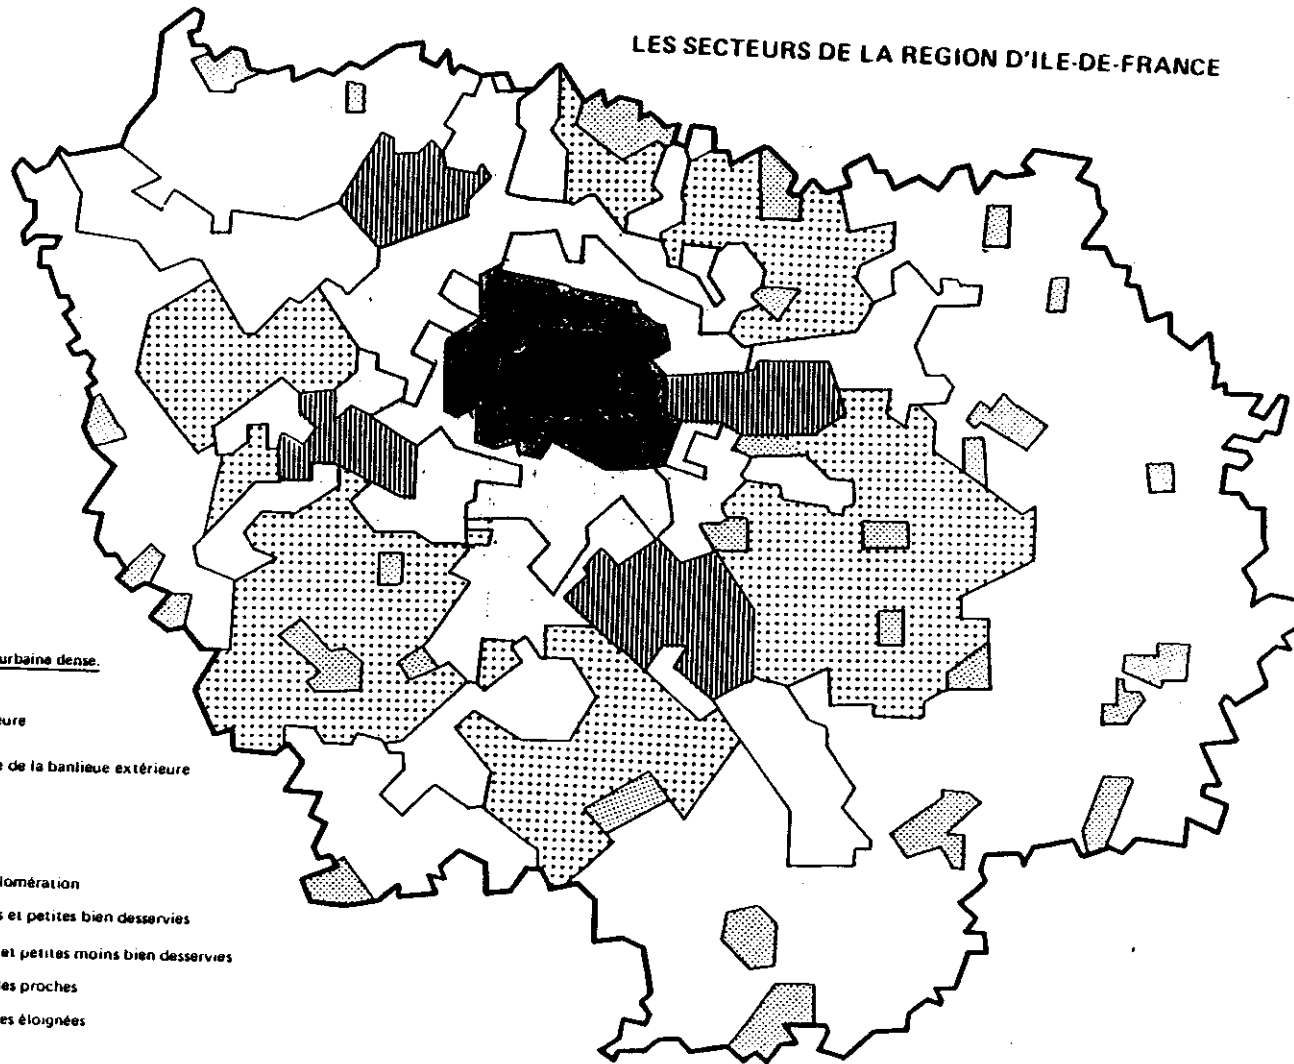 LES SECTEURS DE LA REGION D'ILE-DE-FRANCE
urbaine dense.
eure
e de la banlieue extérieure
lomération
s et petites bien desservies
et petites moins bien desservies
les proches
es éloignées